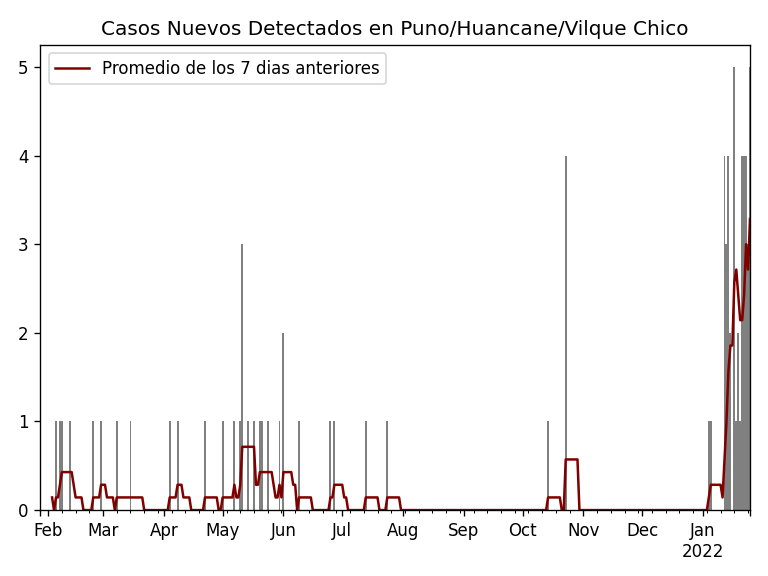 Casos Nuevos Detectados en Puno/Huancane/Vilque Chico
Promedio de los 7 dias anteriores
5
4
3
2
1
0
Feb Mar Apr May Jun Jul Aug Sep Oct Nov Dec Jan
2022